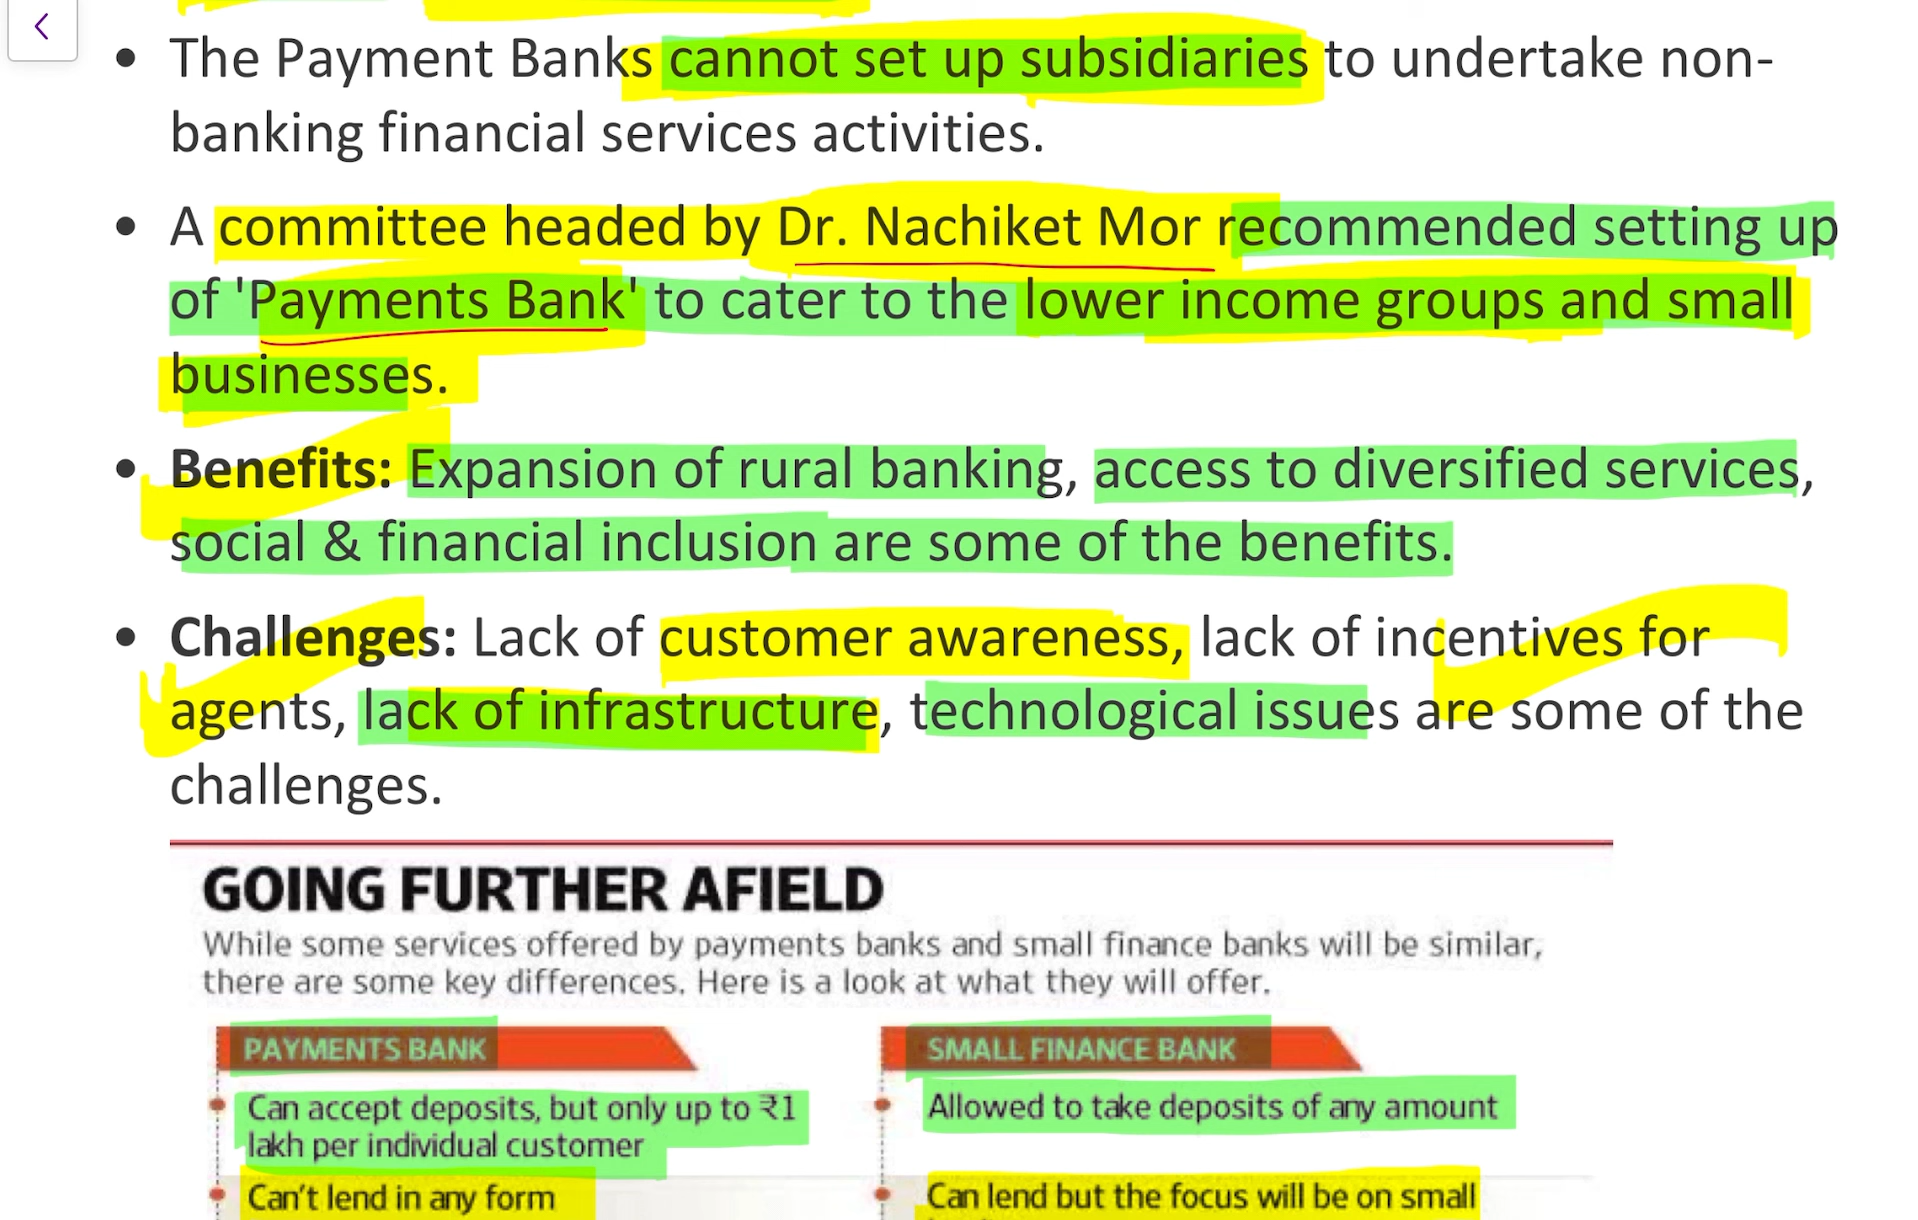 • The Payment Banks cannot set up subsidiaries to undertake non-
banking financial services activities.
• A committee headed by Dr. Nachiket Mor recommended setting up
of 'Payments Bank' to cater to the lower income groups and small
businesses.
• Benefits: Expansion of rural banking, access to diversified services,
social & financial inclusion are some of the benefits.
• Challenges: Lack of customer awareness, lack of incentives for
agents, lack of infrastructure, technological issues are some of the
challenges.
GOING FURTHER AFIELD
While some services offered by payments banks and small finance banks will be similar,
there are some key differences. Here is a look at what they will offer.
PAYMENTS BANK
Can accept deposits, but only up to ₹1
lakh per individual customer
Can't lend in any form
SMALL FINANCE BANK
Allowed to take deposits of any amount
Can lend but the focus will be on small